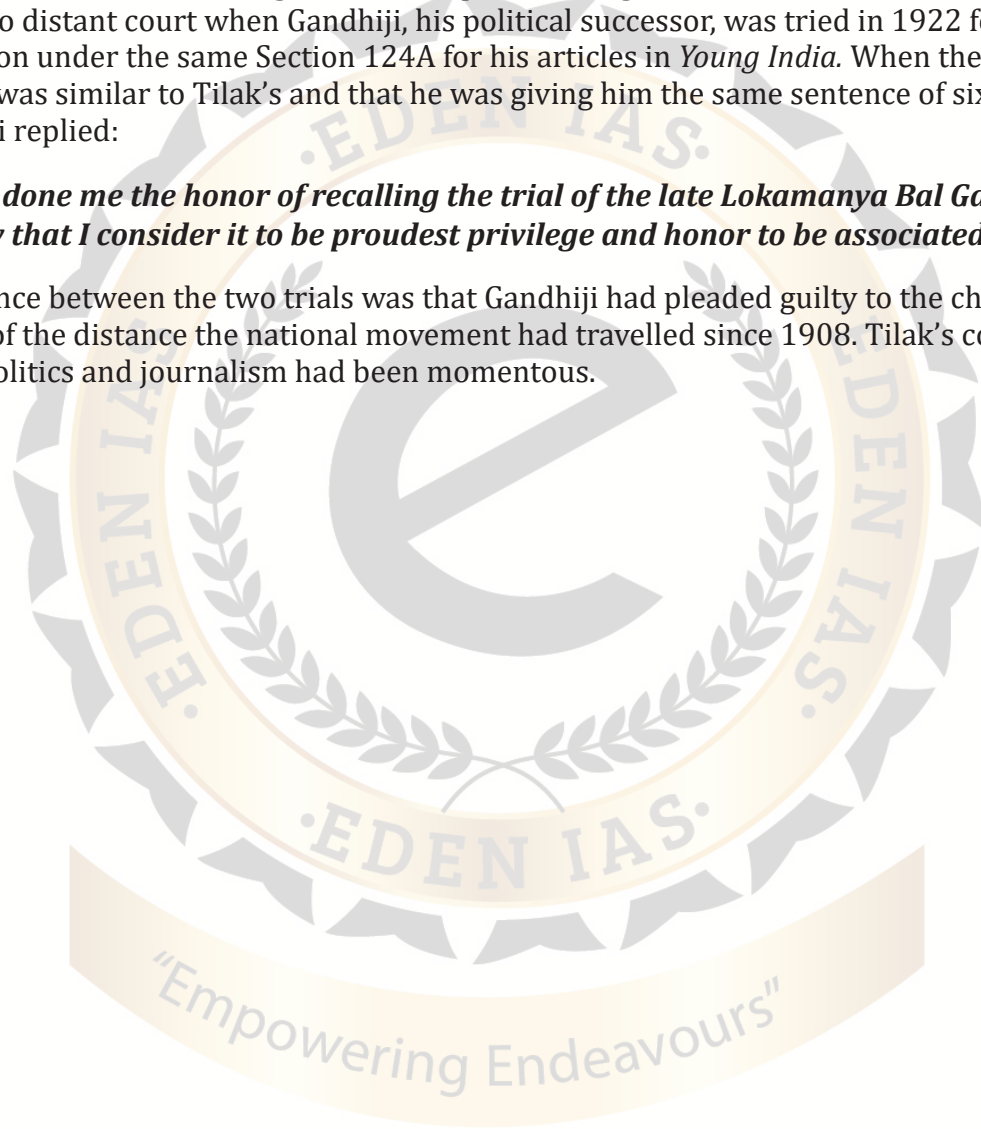 o distant court when Gandhiji, his political successor, was tried in 1922 f
on under the same Section 124A for his articles in Young India. When the
was similar to Tilak's and that he was giving him the same sentence of six
i replied:
done me the honor of recalling the trial of the late Lokamanya Bal Ga
that I consider it to be proudest privilege and honor to be associated
nce between the two trials was that Gandhiji had pleaded guilty to the ch
of the distance the national movement had travelled since 1908. Tilak's co
olitics and journalism had been momentous.
·EDEN IAS·
EDEN IAS
EDEN IAS
·EDEN IAS·
"Empowering Endeavours"